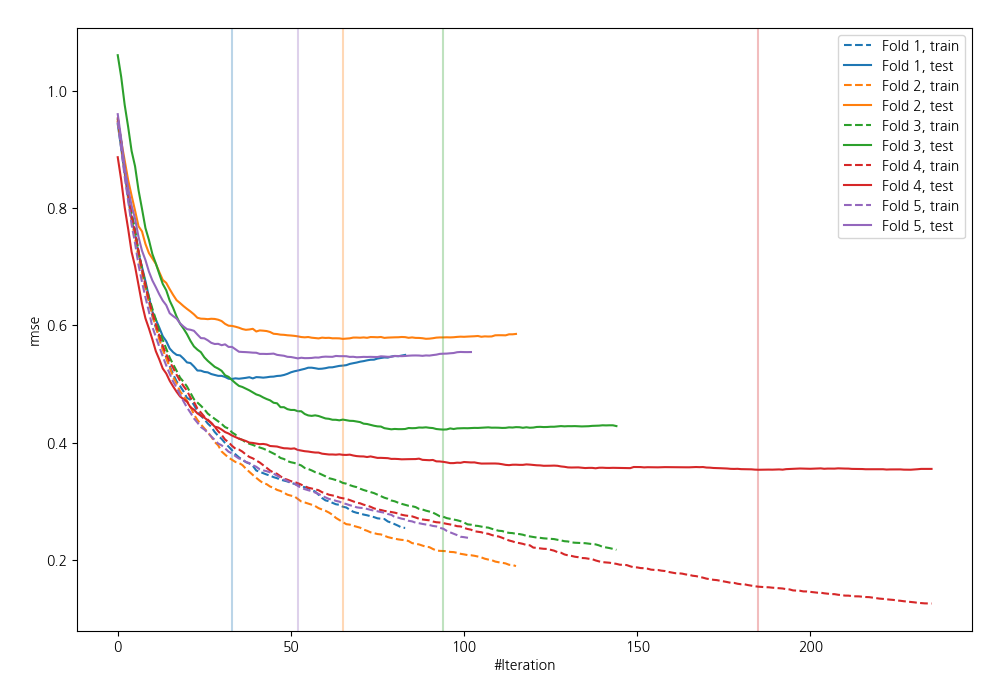 Fold 1, train
Fold 1, test
Fold 2, train
Fold 2, test
Fold 3, train
Fold 3, test
Fold 4, train
Fold 4, test
Fold 5, train
Fold 5, test
1.0
0.8
0.6
0.4
0.2
rmse
0 50 100 150 200
#Iteration